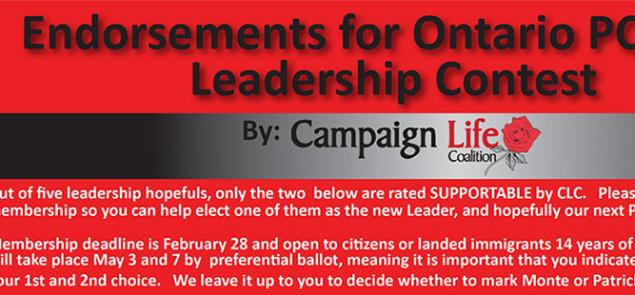 Endorsements for Ontario PC
Leadership Contest
By: Campaign Life
Coalition
ut of five leadership hopefuls, only the two below are rated SUPPORTABLE by CLC. Pleas
embership so you can help elect one of them as the new Leader, and hopefully our next P
Membership deadline is February 28 and open to citizens or landed immigrants 14 years of
ill take place May 3 and 7 by preferential ballot, meaning it is important that you indicate
our 1st and 2nd choice. We leave it up to you to decide whether to mark Monte or Patric